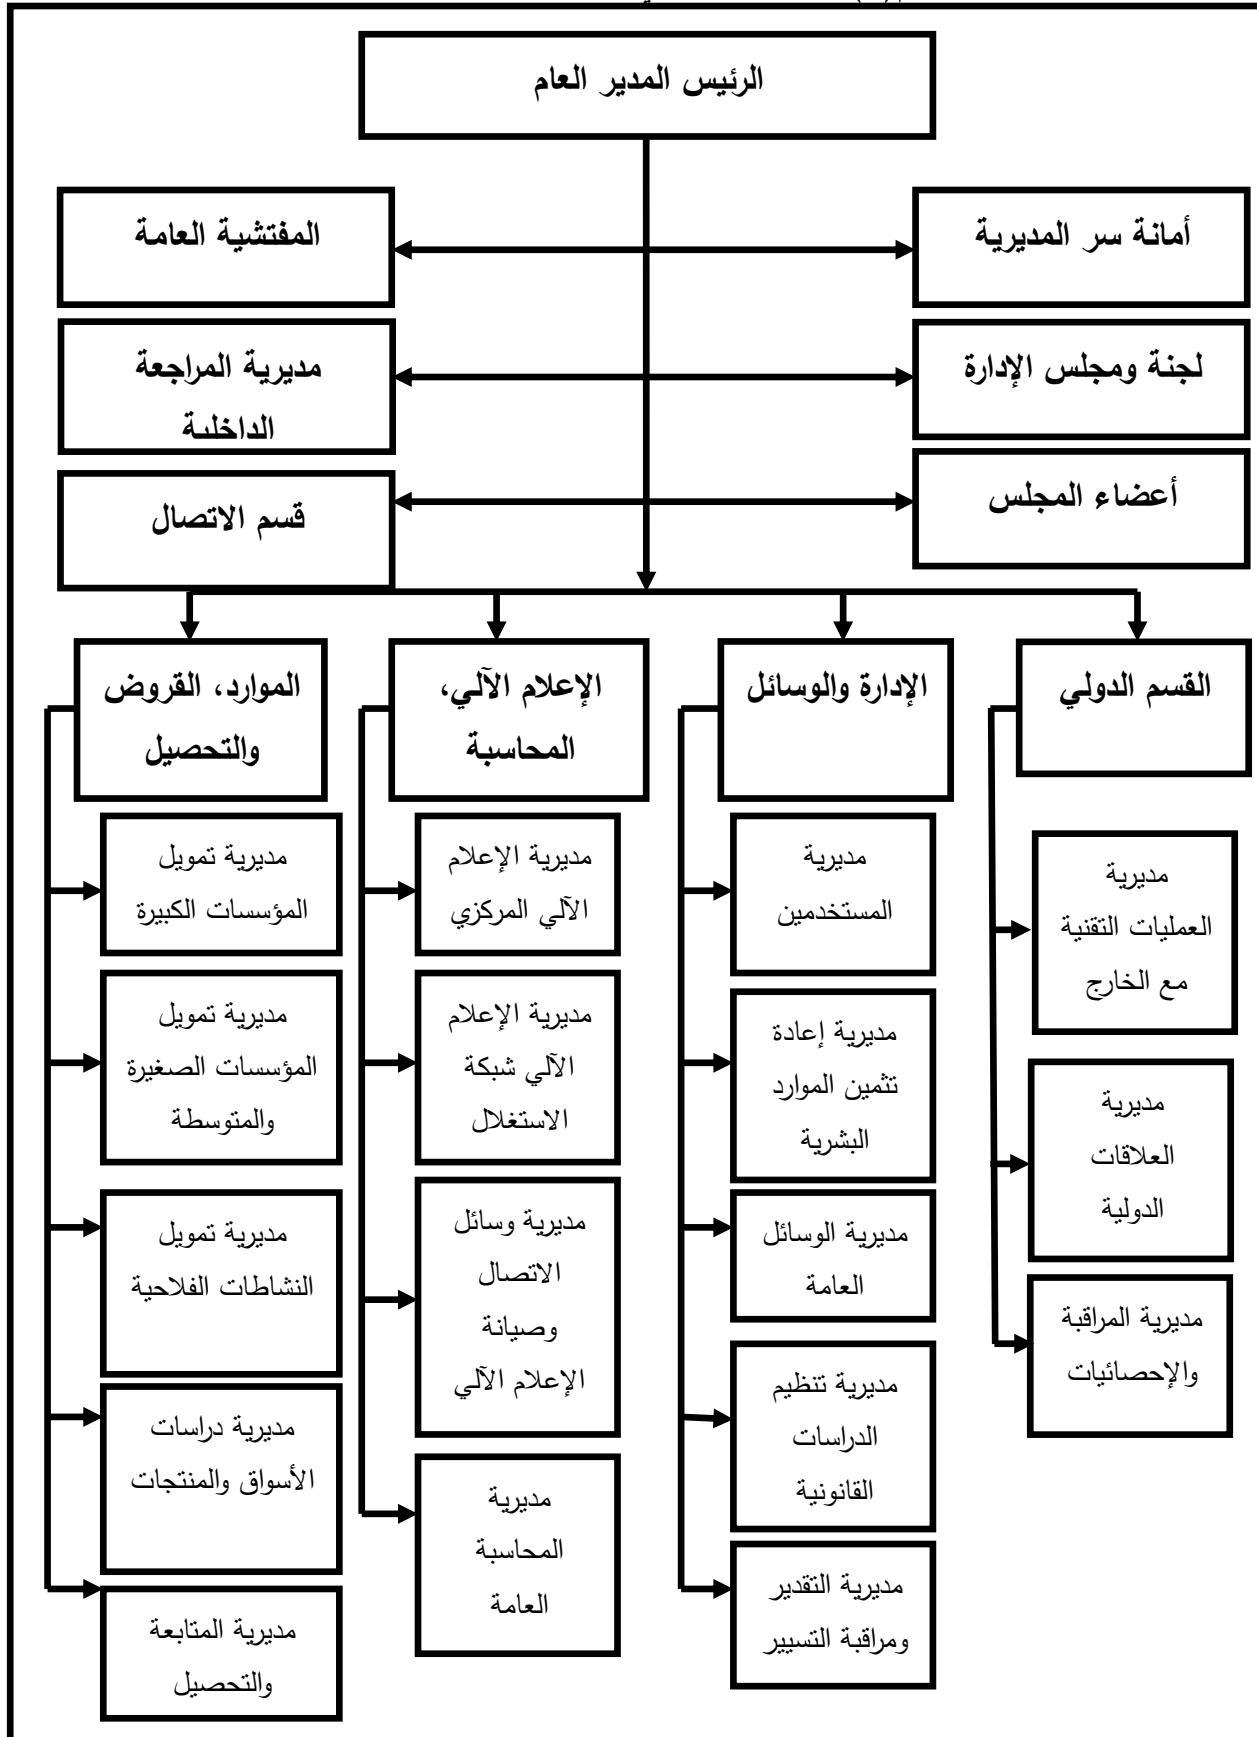 الرئيس المدير العام
أمانة سر المديرية
المفتشية العامة
لجنة ومجلس الإدارة
مديرية المراجعة
الداخلية
أعضاء المجلس
قسم الاتصال
القسم الدولي
الإدارة والوسائل
الإعلام الآلي،
المحاسبة
الموارد، القروض
والتحصيل
مديرية
العمليات التقنية
مع الخارج
مديرية
العلاقات
الدولية
مديرية المراقبة
والإحصائيات
مديرية
المستخدمين
مديرية إعادة
تثمين الموارد
البشرية
مديرية الوسائل
العامة
مديرية تنظيم
الدراسات
القانونية
مديرية التقدير
ومراقبة التسيير
مديرية الإعلام
الآلي المركزي
مديرية الإعلام
الآلي شبكة
الاستغلال
مديرية وسائل
الاتصال
وصيانة
الإعلام الآلي
مديرية
المحاسبة
العامة
مديرية تمويل
المؤسسات الكبيرة
مديرية تمويل
المؤسسات الصغيرة
والمتوسطة
مديرية تمويل
النشاطات الفلاحية
مديرية دراسات
الأسواق والمنتجات
مديرية المتابعة
والتحصيل